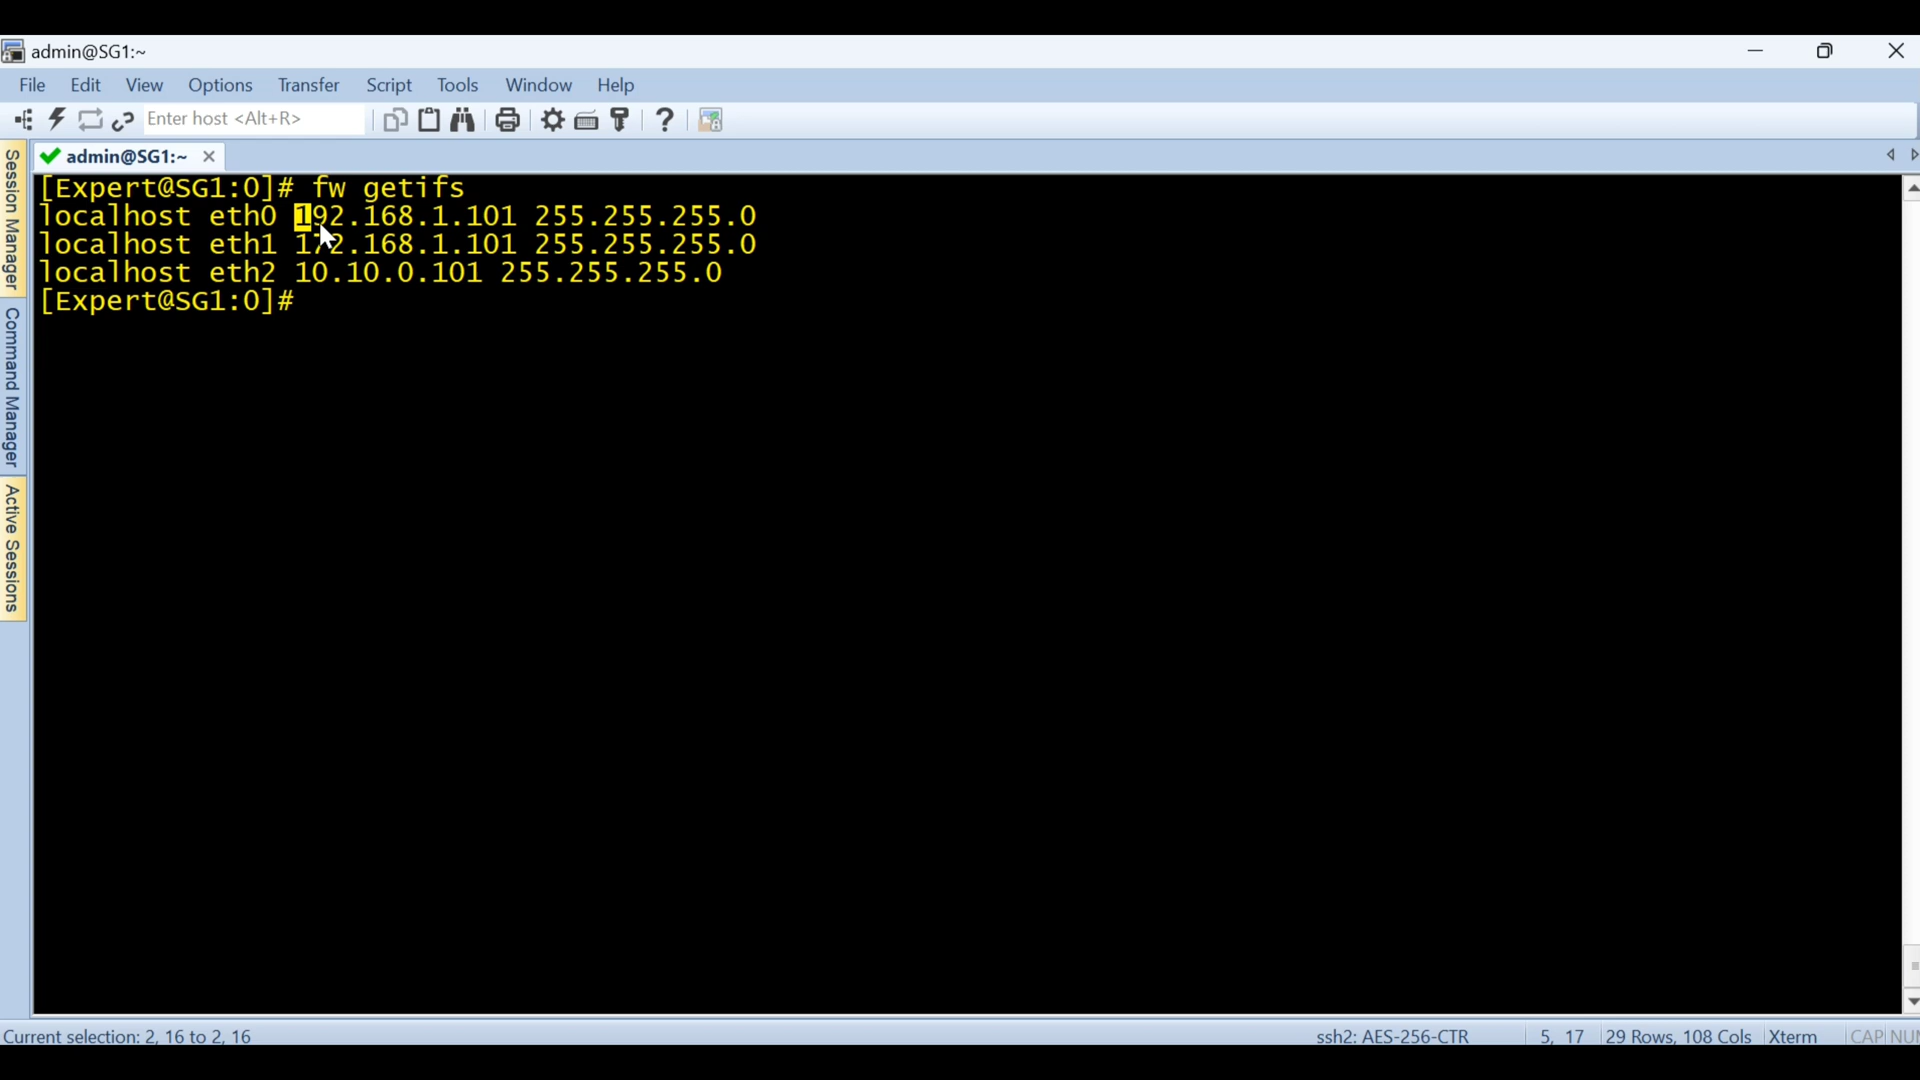 admin@SG1:~
File Edit View Options Transfer Script Tools Window Help
Enter host <Alt+R>
admin@SG1:~
Session Manager
Command Manager
Active Sessions
[Expert@SG1:0]# fw getifs
localhost eth0 192.168.1.101 255.255.255.0
localhost eth1 172.168.1.101 255.255.255.0
localhost eth2 10.10.0.101 255.255.255.0
[Expert@SG1:0]#
Current selection: 2, 16 to 2, 16 ssh2: AES-256-CTR 5, 17 29 Rows, 108 Cols Xterm CAP